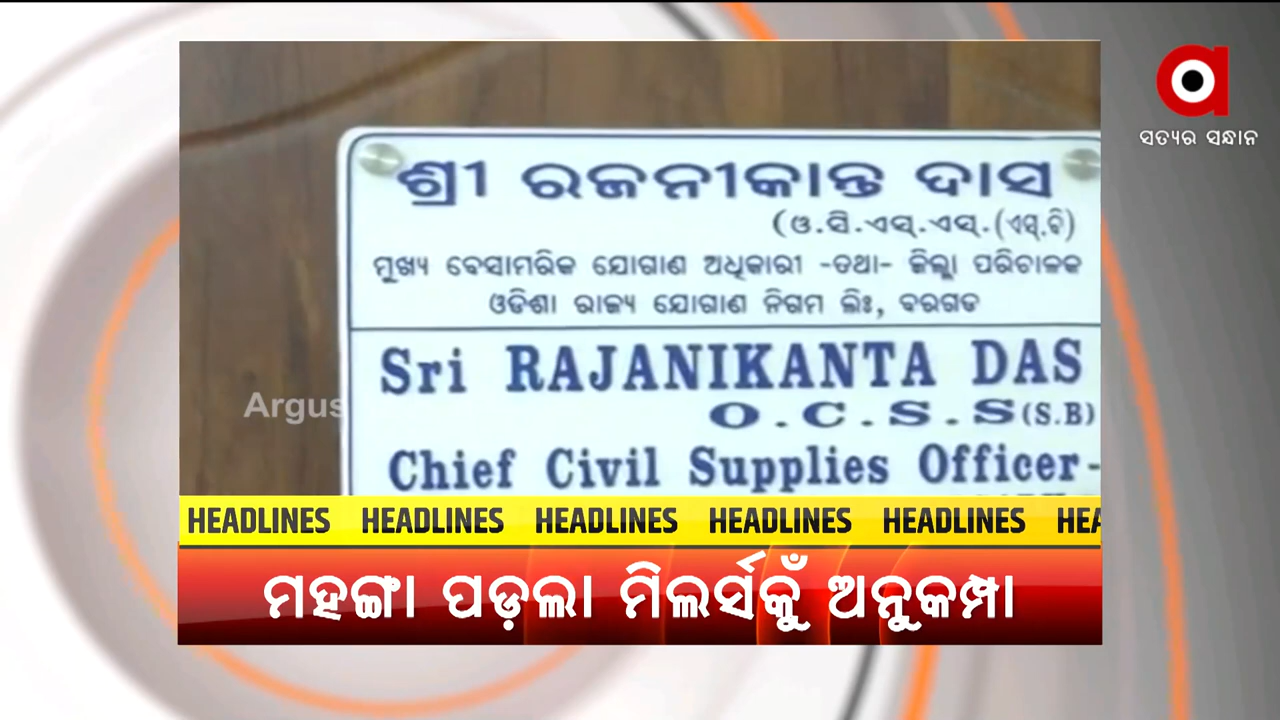 ସତ୍ୟର ସନ୍ଧାନ
ଶ୍ରୀ ରଜନୀକାନ୍ତ ଦାସ
(ଓ.ସି.ଏସ୍.ଏସ୍.(ଏସ୍.ବି)
ମୁଖ୍ୟ ବେସାମରିକ ଯୋଗାଣ ଅଧିକାରୀ -ତଥା- ଜିଲ୍ଲା ପରିଚାଳକ
ଓଡିଶା ରାଜ୍ୟ ଯୋଗାଣ ନିଗମ ଲିଃ, ବରଗଡ
Sri RAJANIKANTA DAS
O.C.S.S(S.B)
Argus
Chief Civil Supplies Officer-
HEADLINES HEADLINES HEADLINES HEADLINES HEADLINES HEA
ମହଙ୍ଗା ପଡ଼ିଲା ମିଲର୍ସଙ୍କୁ ଅନୁକମ୍ପା